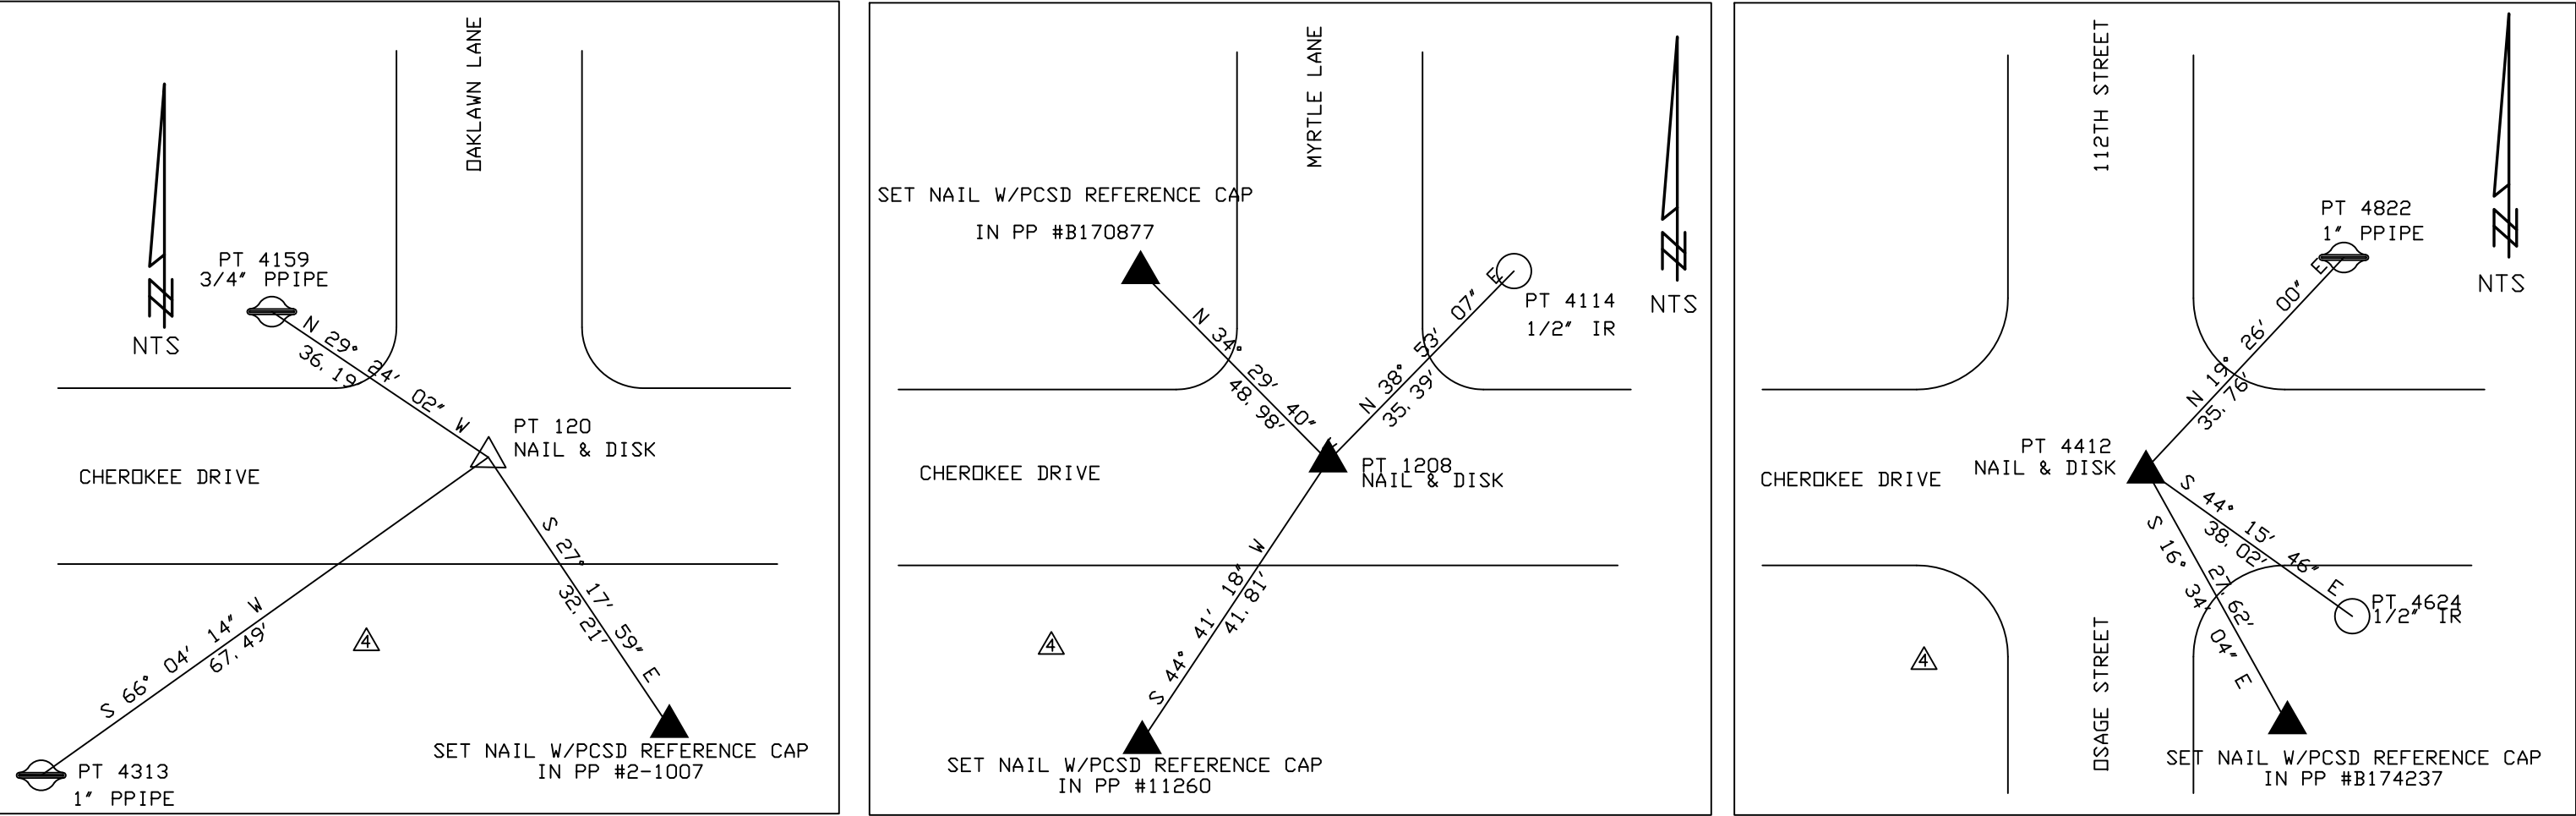 OAKLAWN LANE
PT 4159
3/4" PPIPE
N
NTS
N 29° 24' 02" W
36.19
PT 120
NAIL & DISK
CHEROKEE DRIVE
S 27° 17' 59" E
32.21'
S 66° 04' 14" W
67.49'
4
SET NAIL W/PCSD REFERENCE CAP
IN PP #2-1007
PT 4313
1" PPIPE
MYRTLE LANE
SET NAIL W/PCSD REFERENCE CAP
IN PP #B170877
N
NTS
PT 4114
1/2" IR
N 34° 29' 40"
48.98'
N 38° 53' 07" E
35.39'
PT 1208
NAIL & DISK
CHEROKEE DRIVE
S 44° 41' 18" W
41.81'
4
SET NAIL W/PCSD REFERENCE CAP
IN PP #11260
112TH STREET
PT 4822
1" PPIPE
N
NTS
N 19° 26' 00" E
35.76'
PT 4412
NAIL & DISK
CHEROKEE DRIVE
S 44° 15' 46" E
38.02'
S 16° 34' 04" E
27.62'
PT 4624
1/2" IR
4
OSAGE STREET
SET NAIL W/PCSD REFERENCE CAP
IN PP #B174237